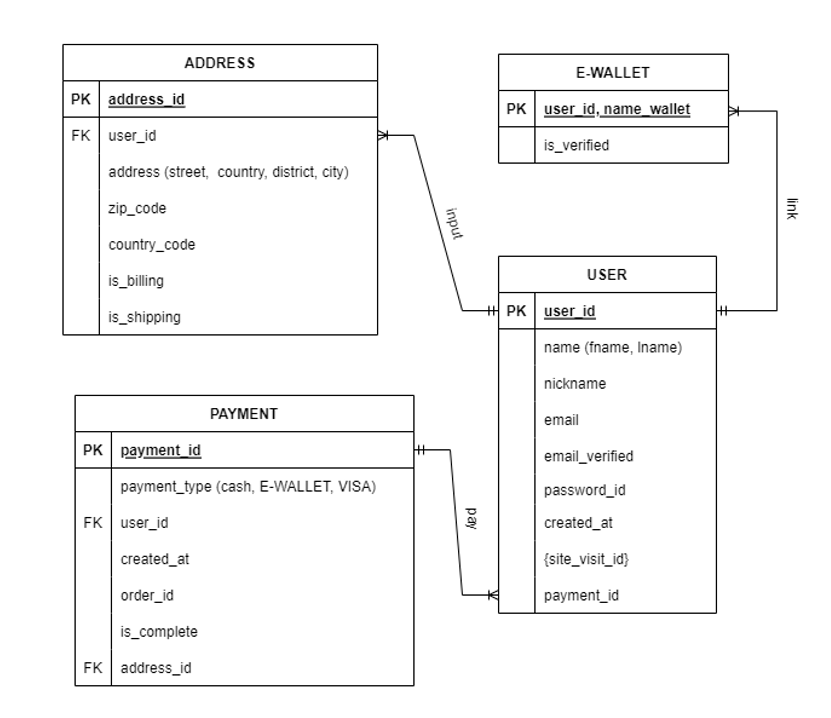 ADDRESS
PK address_id
FK user_id
address (street, country, district, city)
zip_code
country_code
is_billing
is_shipping
E-WALLET
PK user_id, name_wallet
is_verified
input
link
USER
PK user_id
name (fname, lname)
nickname
email
email_verified
password_id
created_at
{site_visit_id}
payment_id
PAYMENT
PK payment_id
payment_type (cash, E-WALLET, VISA)
FK user_id
created_at
order_id
is_complete
FK address_id
pay